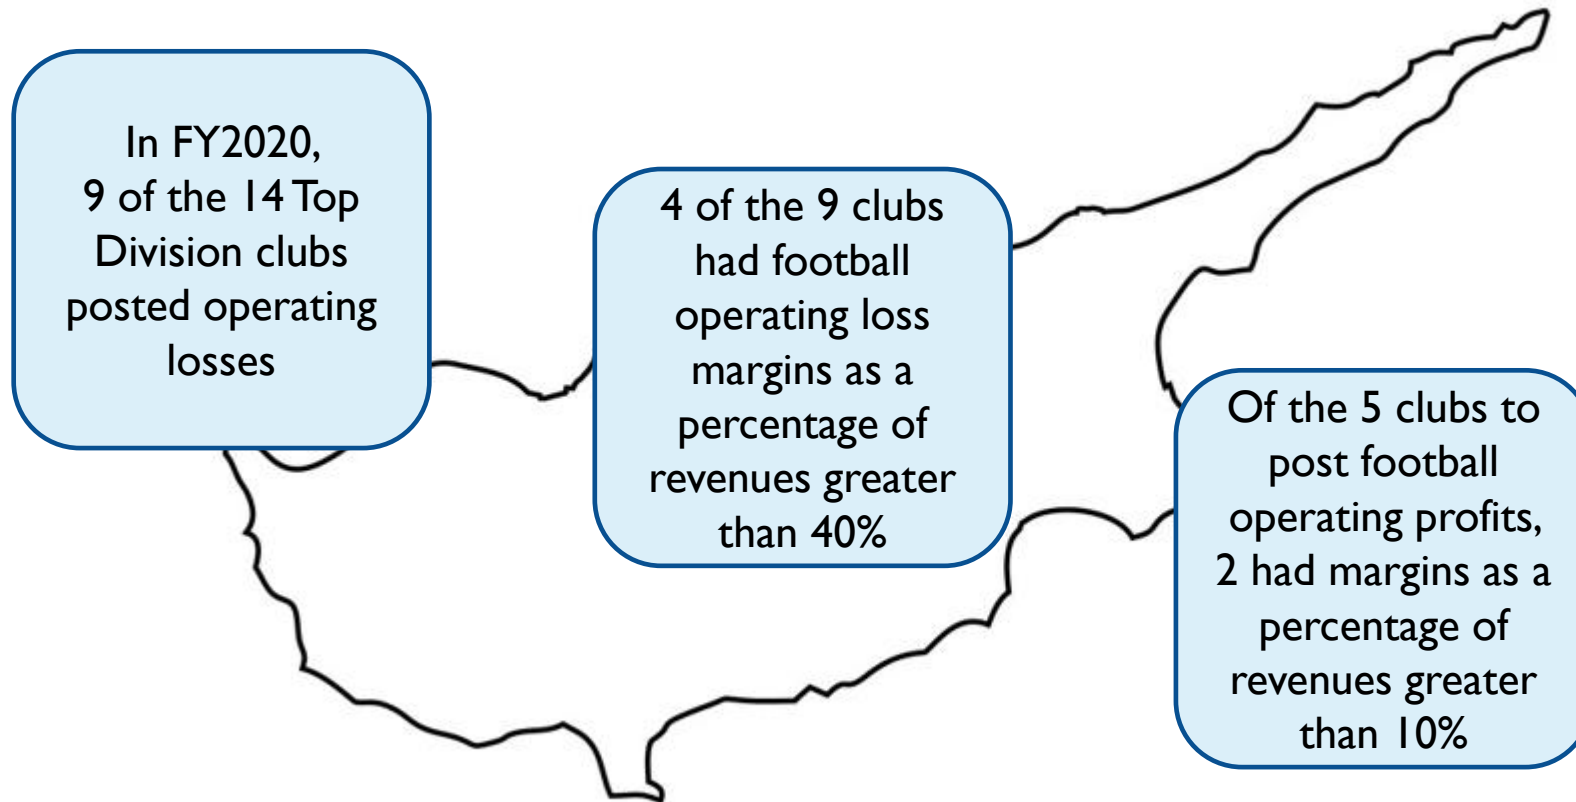 In FY2020,
9 of the 14 Top
Division clubs
posted operating
losses
4 of the 9 clubs
had football
operating loss
margins as a
percentage of
revenues greater
than 40%
Of the 5 clubs to
post football
operating profits,
2 had margins as a
percentage of
revenues greater
than 10%